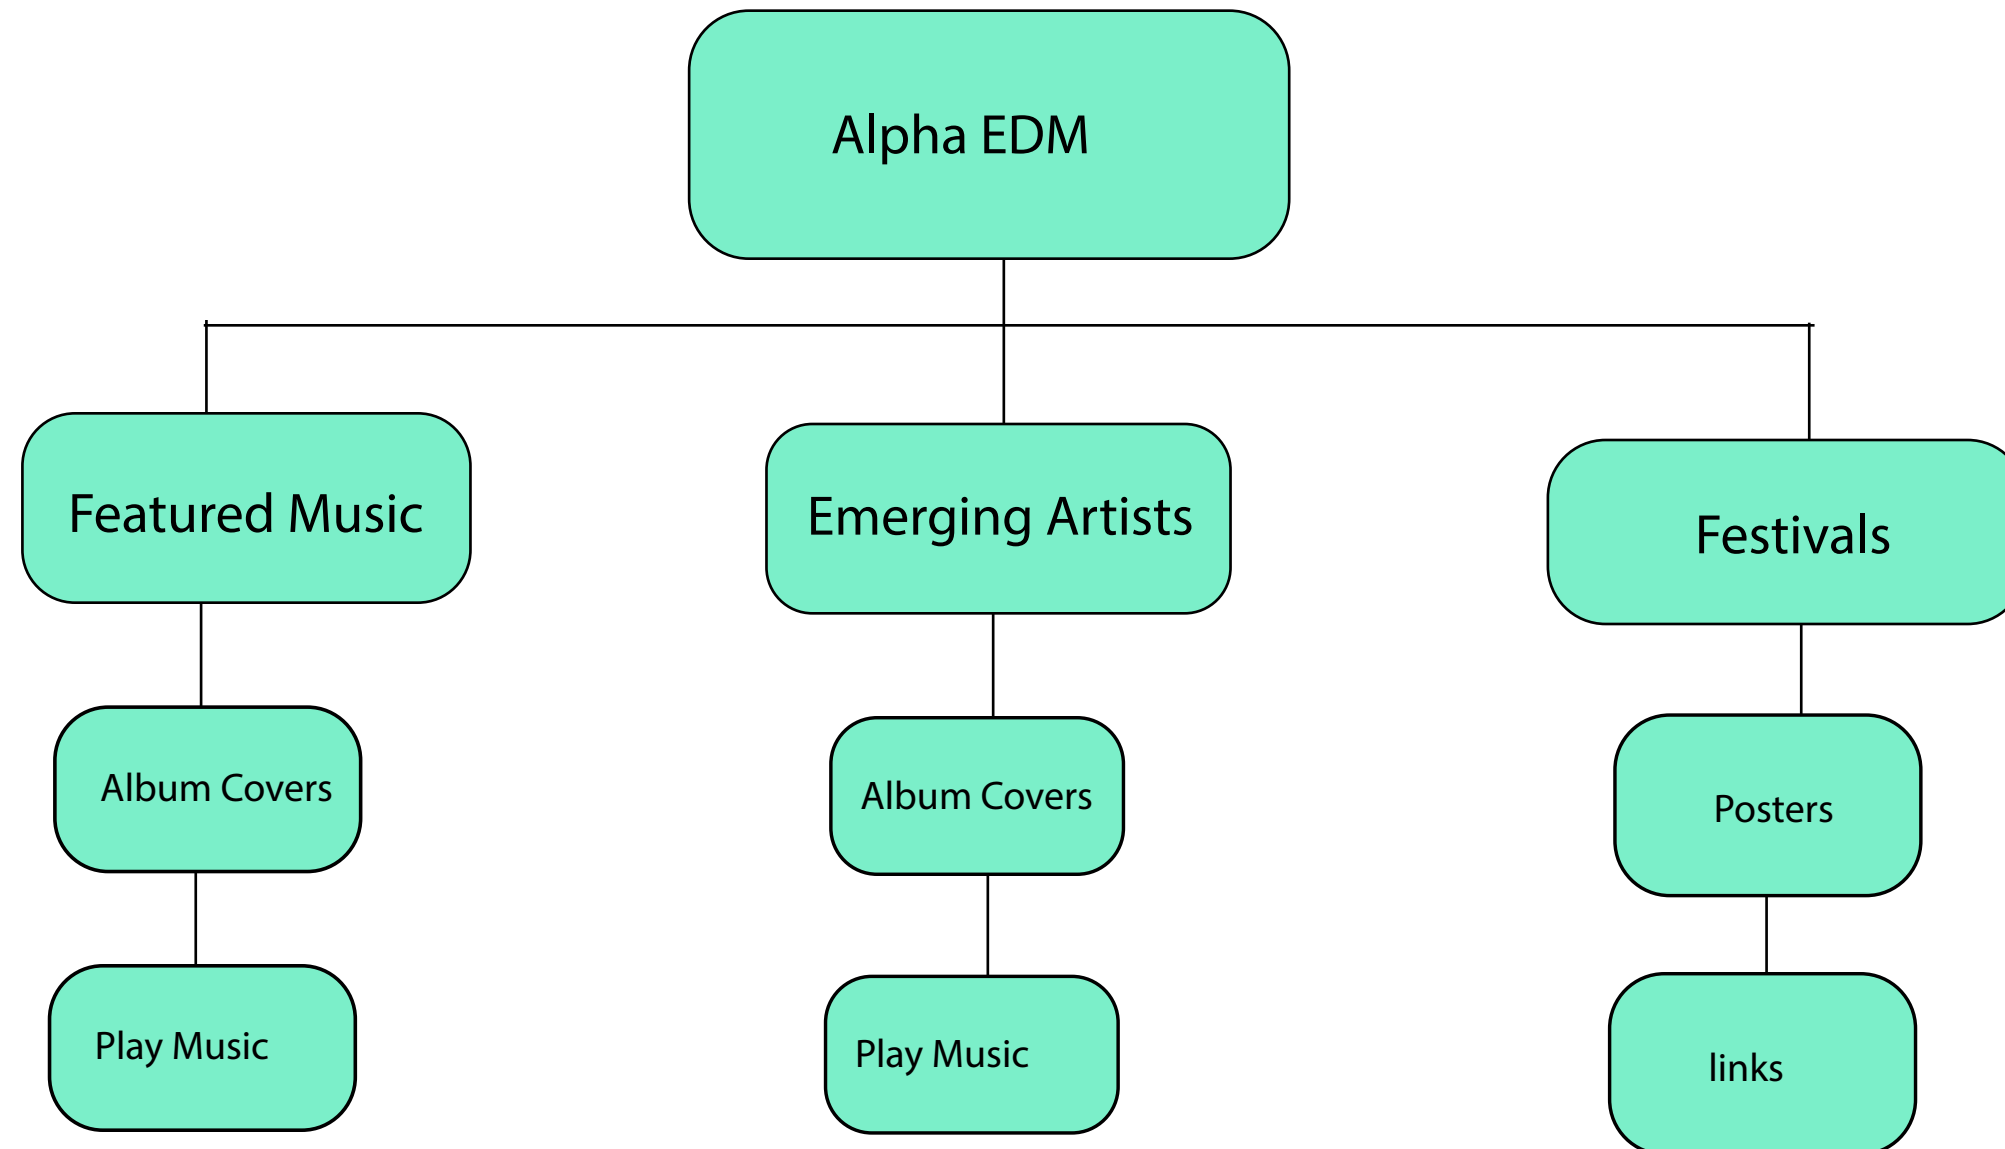 Alpha EDM
Featured Music
Emerging Artists
Festivals
Album Covers
Album Covers
Posters
Play Music
Play Music
links